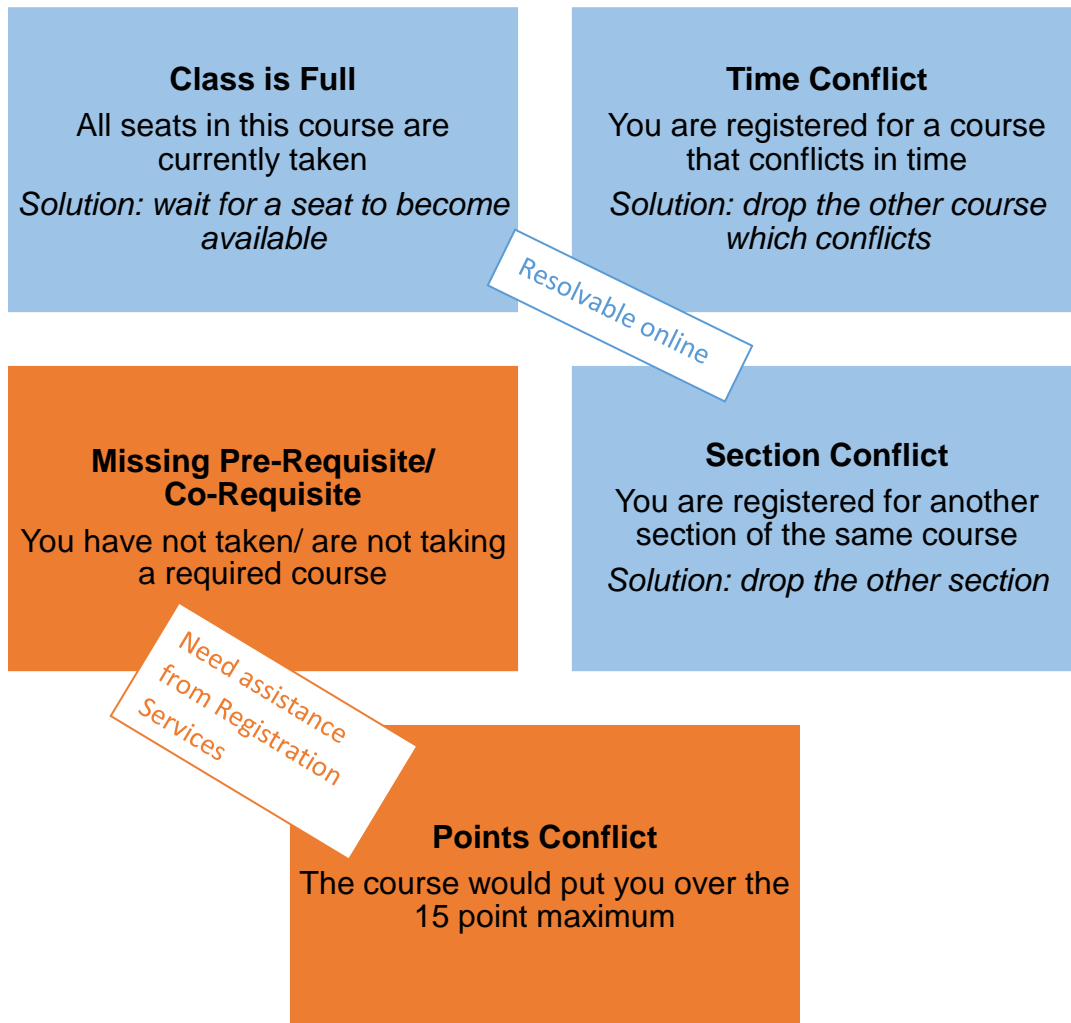 Class is Full
All seats in this course are
currently taken
Solution: wait for a seat to become
available
Time Conflict
You are registered for a course
that conflicts in time
Solution: drop the other course
which conflicts
Resolvable online
Missing Pre-Requisite/
Co-Requisite
You have not taken/ are not taking
a required course
Section Conflict
You are registered for another
section of the same course
Solution: drop the other section
Need assistance
from Registration
Services
Points Conflict
The course would put you over the
15 point maximum